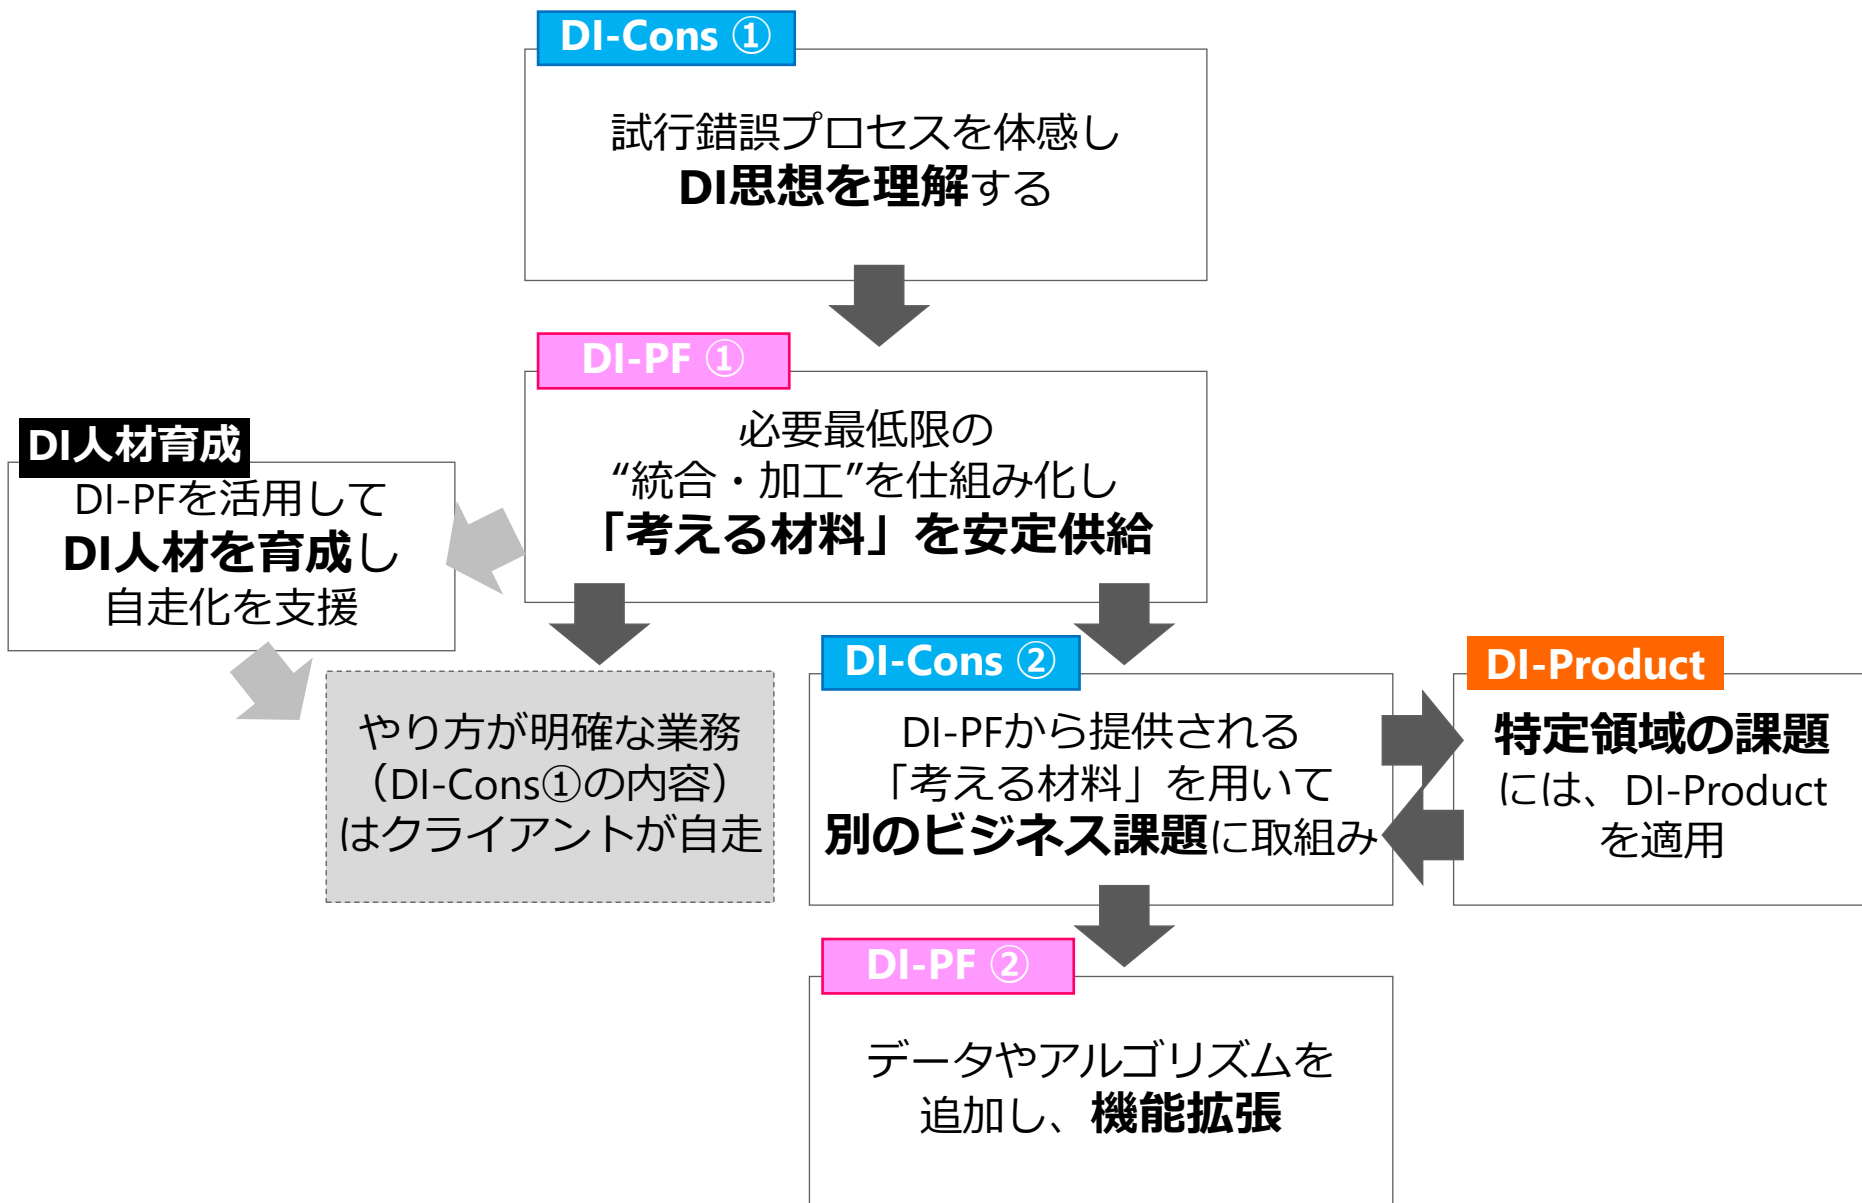 DI-Cons ①
試行錯誤プロセスを体感し
DI思想を理解する
DI-PF ①
必要最低限の
“統合・加工”を仕組み化し
「考える材料」を安定供給
DI人材育成
DI-PFを活用して
DI人材を育成し
自走化を支援
やり方が明確な業務
（DI-Cons①の内容）
はクライアントが自走
DI-Cons ②
DI-PFから提供される
「考える材料」を用いて
別のビジネス課題に取組み
DI-Product
特定領域の課題
には、DI-Product
を適用
DI-PF ②
データやアルゴリズムを
追加し、機能拡張